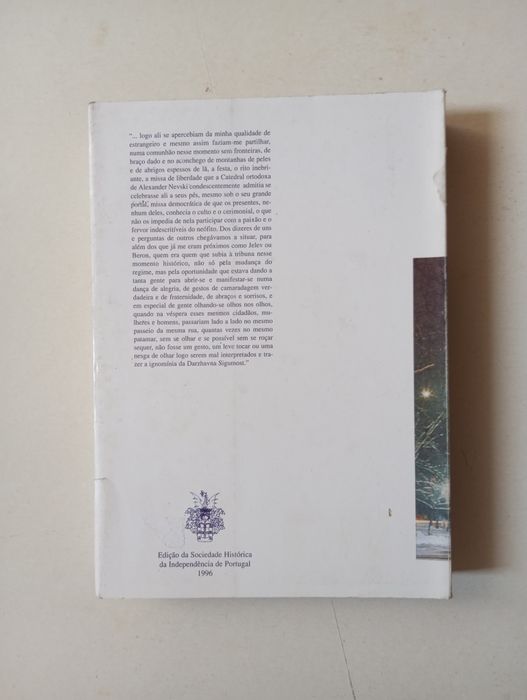 "... logo ali se apercebiam da minha qualidade de
estrangeiro e mesmo assim faziam-me partilhar,
numa comunhão nesse momento sem fronteiras, de
braço dado e no aconchego de montanhas de peles
e de abrigos espessos de lã, a festa, o rito inebri-
ante, a missa de liberdade que a Catedral ortodoxa
de Alexander Nevski condescentemente admitia se
celebrasse ali a seus pés, mesmo sob o seu grande
portal, missa democrática de que os presentes, ne-
nhum deles, conhecia o culto e o cerimonial, o que
não os impedia de nela participar com a paixão e o
fervor indescritíveis do neófito. Dos dizeres de uns
e perguntas de outros chegávamos a situar, para
além dos que já me eram próximos como Jelev ou
Beron, quem era quem que subia à tribuna nesse
momento histórico, não só pela mudança do
regime, mas pela oportunidade que estava dando a
tanta gente para abrir-se e manifestar-se numa
dança de alegria, de gestos de camaradagem ver-
dadeira e de fraternidade, de abraços e sorrisos, e
em especial de gente olhando-se olhos nos olhos,
quando na véspera esses mesmos cidadãos, mu-
lheres e homens, passariam lado a lado no mesmo
passeio da mesma rua, quantas vezes no mesmo
patamar, sem se olhar e se possível sem se roçar
sequer, não fosse um gesto, um leve tocar ou uma
nesga de olhar logo serem mal interpretados e tra-
zer a ignomínia da Darzhavna Sigurnost."
Edição da Sociedade Histórica
da Independência de Portugal
1996